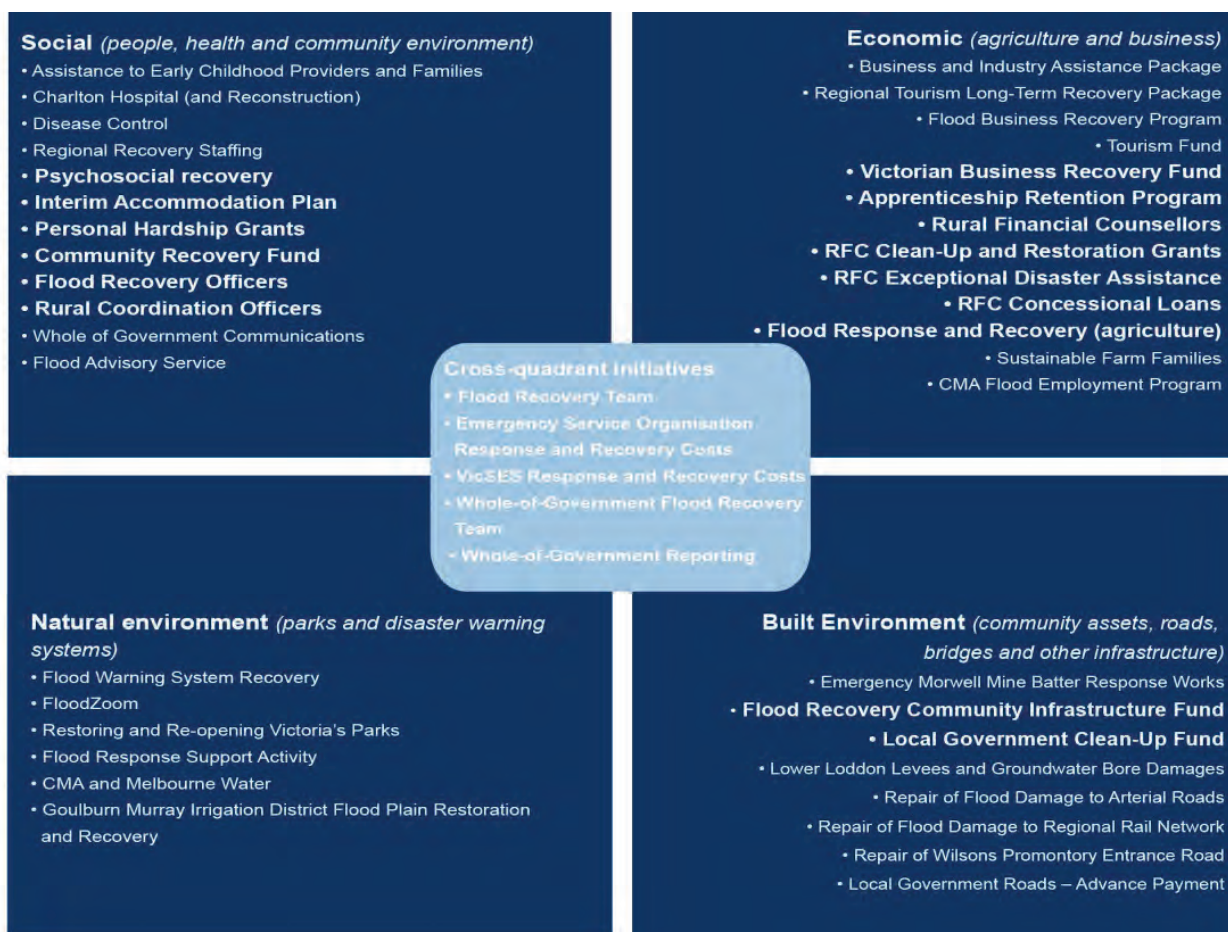 Social (people, health and community environment)
• Assistance to Early Childhood Providers and Families
• Charlton Hospital (and Reconstruction)
• Disease Control
• Regional Recovery Staffing
• Psychosocial recovery
• Interim Accommodation Plan
• Personal Hardship Grants
• Community Recovery Fund
• Flood Recovery Officers
• Rural Coordination Officers
• Whole of Government Communications
• Flood Advisory Service
Economic (agriculture and business)
• Business and Industry Assistance Package
• Regional Tourism Long-Term Recovery Package
• Flood Business Recovery Program
• Tourism Fund
• Victorian Business Recovery Fund
• Apprenticeship Retention Program
• Rural Financial Counsellors
• RFC Clean-Up and Restoration Grants
• RFC Exceptional Disaster Assistance
• RFC Concessional Loans
• Flood Response and Recovery (agriculture)
• Sustainable Farm Families
• CMA Flood Employment Program
Cross-quadrant initiatives
• Flood Recovery Team
• Emergency Service Organisation
Response and Recovery Costs
• VicSES Response and Recovery Costs
• Whole-of-Government Flood Recovery
Team
• Whole-of-Government Reporting
Natural environment (parks and disaster warning
systems)
• Flood Warning System Recovery
• FloodZoom
• Restoring and Re-opening Victoria's Parks
• Flood Response Support Activity
• CMA and Melbourne Water
• Goulburn Murray Irrigation District Flood Plain Restoration
and Recovery
Built Environment (community assets, roads,
bridges and other infrastructure)
• Emergency Morwell Mine Batter Response Works
• Flood Recovery Community Infrastructure Fund
• Local Government Clean-Up Fund
• Lower Loddon Levees and Groundwater Bore Damages
• Repair of Flood Damage to Arterial Roads
• Repair of Flood Damage to Regional Rail Network
• Repair of Wilsons Promontory Entrance Road
• Local Government Roads – Advance Payment